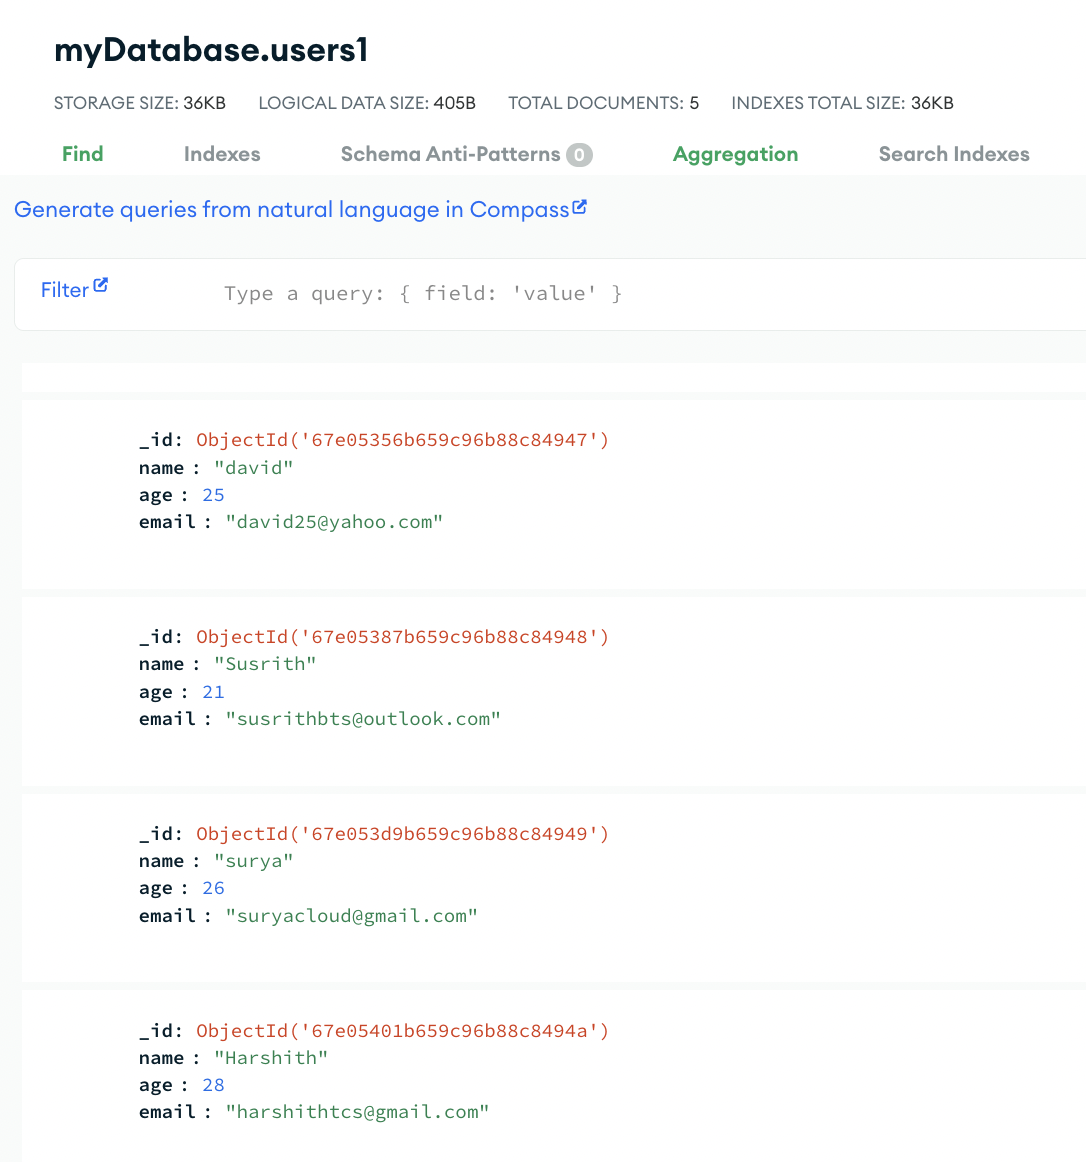 myDatabase.users1
STORAGE SIZE: 36KB LOGICAL DATA SIZE: 405B TOTAL DOCUMENTS: 5 INDEXES TOTAL SIZE: 36KB
Find Indexes Schema Anti-Patterns 0 Aggregation Search Indexes
Generate queries from natural language in Compass
Filter Type a query: { field: 'value' }
_id: ObjectId('67e05356b659c96b88c84947')
name : "david"
age : 25
email : "david25@yahoo.com"
_id: ObjectId('67e05387b659c96b88c84948')
name : "Susrith"
age : 21
email : "susrithbts@outlook.com"
_id: ObjectId('67e053d9b659c96b88c84949')
name : "surya"
age : 26
email : "suryacloud@gmail.com"
_id: ObjectId('67e05401b659c96b88c8494a')
name : "Harshith"
age : 28
email : "harshithtcs@gmail.com"